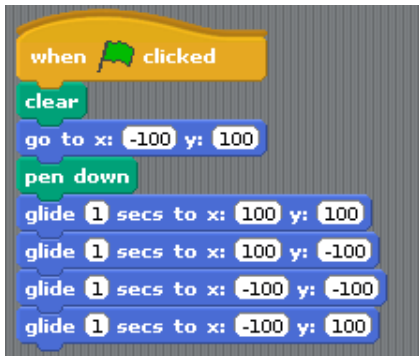 when clicked
clear
go to x: -100 y: 100
pen down
glide 1 secs to x: 100 y: 100
glide 1 secs to x: 100 y: -100
glide 1 secs to x: -100 y: -100
glide 1 secs to x: -100 y: 100